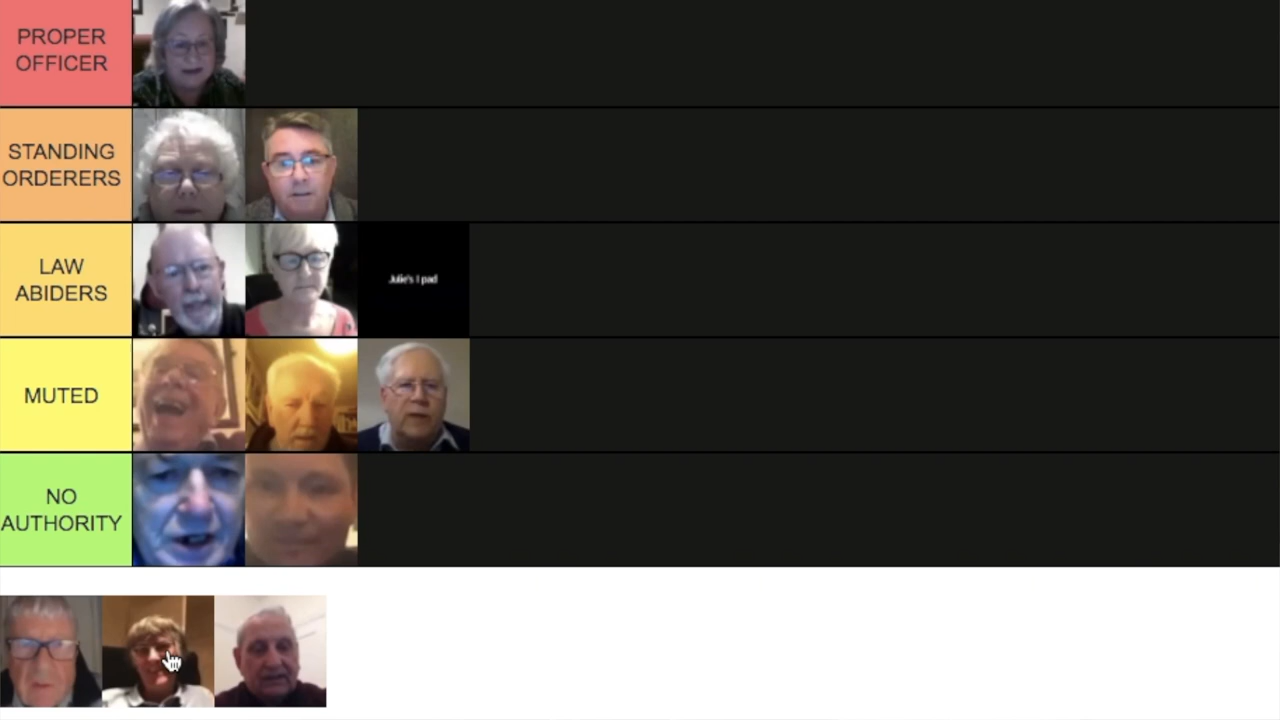 PROPER
OFFICER
STANDING
ORDERERS
LAW
ABIDERS
Julie's I pad
MUTED
NO
AUTHORITY